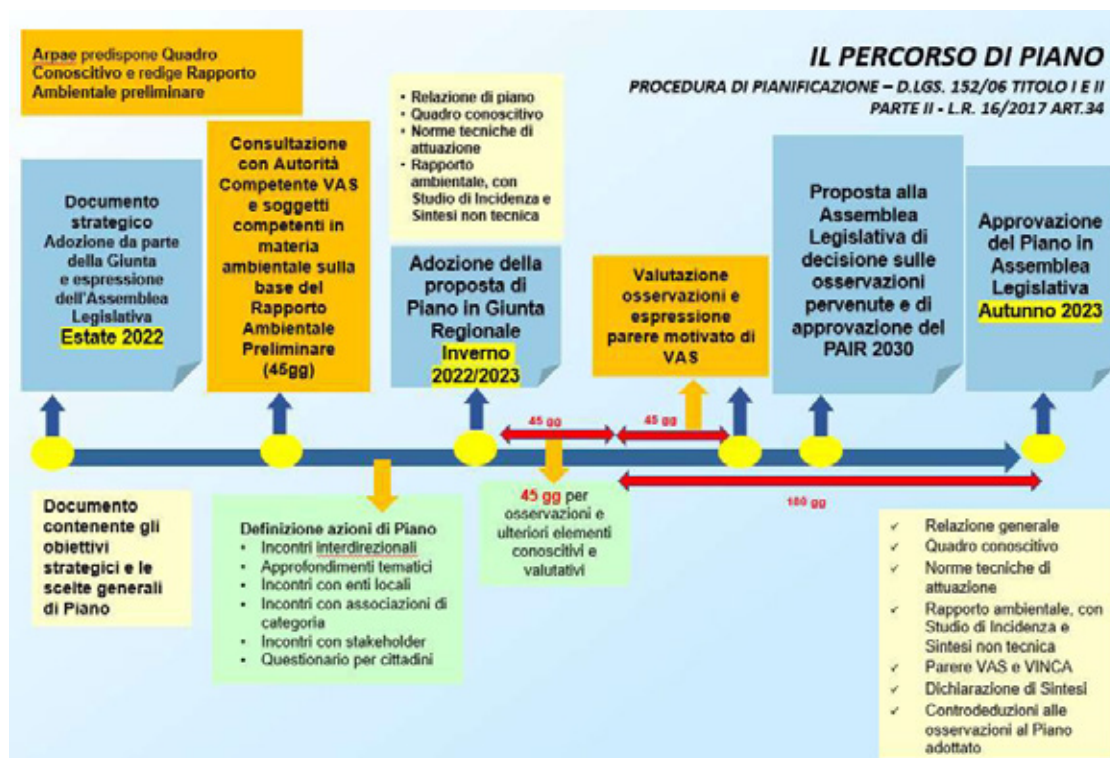 Arpae predispone Quadro
Conoscitivo e redige Rapporto
Ambientale preliminare
IL PERCORSO DI PIANO
PROCEDURA DI PIANIFICAZIONE – D.LGS. 152/06 TITOLO I E II
PARTE II - L.R. 16/2017 ART.34
Documento
strategico
Adozione da parte
della Giunta
e espressione
dell'Assemblea
Legislativa
Estate 2022
Consultazione
con Autorità
Competente VAS
e soggetti
competenti in
materia
ambientale sulla
base del
Rapporto
Ambientale
Preliminare
(45gg)
• Relazione di piano
• Quadro conoscitivo
• Norme tecniche di
attuazione
• Rapporto
ambientale, con
Studio di Incidenza e
Sintesi non tecnica
Adozione della
proposta di
Piano in Giunta
Regionale
Inverno
2022/2023
Valutazione
osservazioni e
espressione
parere motivato di
VAS
Proposta alla
Assemblea
Legislativa di
decisione sulle
osservazioni
pervenute e di
approvazione del
PAIR 2030
Approvazione
del Piano in
Assemblea
Legislativa
Autunno 2023
45 gg
45 gg
180 gg
Documento
contenente gli
obiettivi
strategici e le
scelte generali
di Piano
Definizione azioni di Piano
• Incontri interdirezionali
• Approfondimenti tematici
• Incontri con enti locali
• Incontri con associazioni di
categoria
• Incontri con stakeholder
• Questionario per cittadini
45 gg per
osservazioni e
ulteriori elementi
conoscitivi e
valutativi
✓ Relazione generale
✓ Quadro conoscitivo
✓ Norme tecniche di
attuazione
✓ Rapporto ambientale, con
Studio di Incidenza e
Sintesi non tecnica
✓ Parere VAS e VINCA
✓ Dichiarazione di Sintesi
✓ Controdeduzioni alle
osservazioni al Piano
adottato